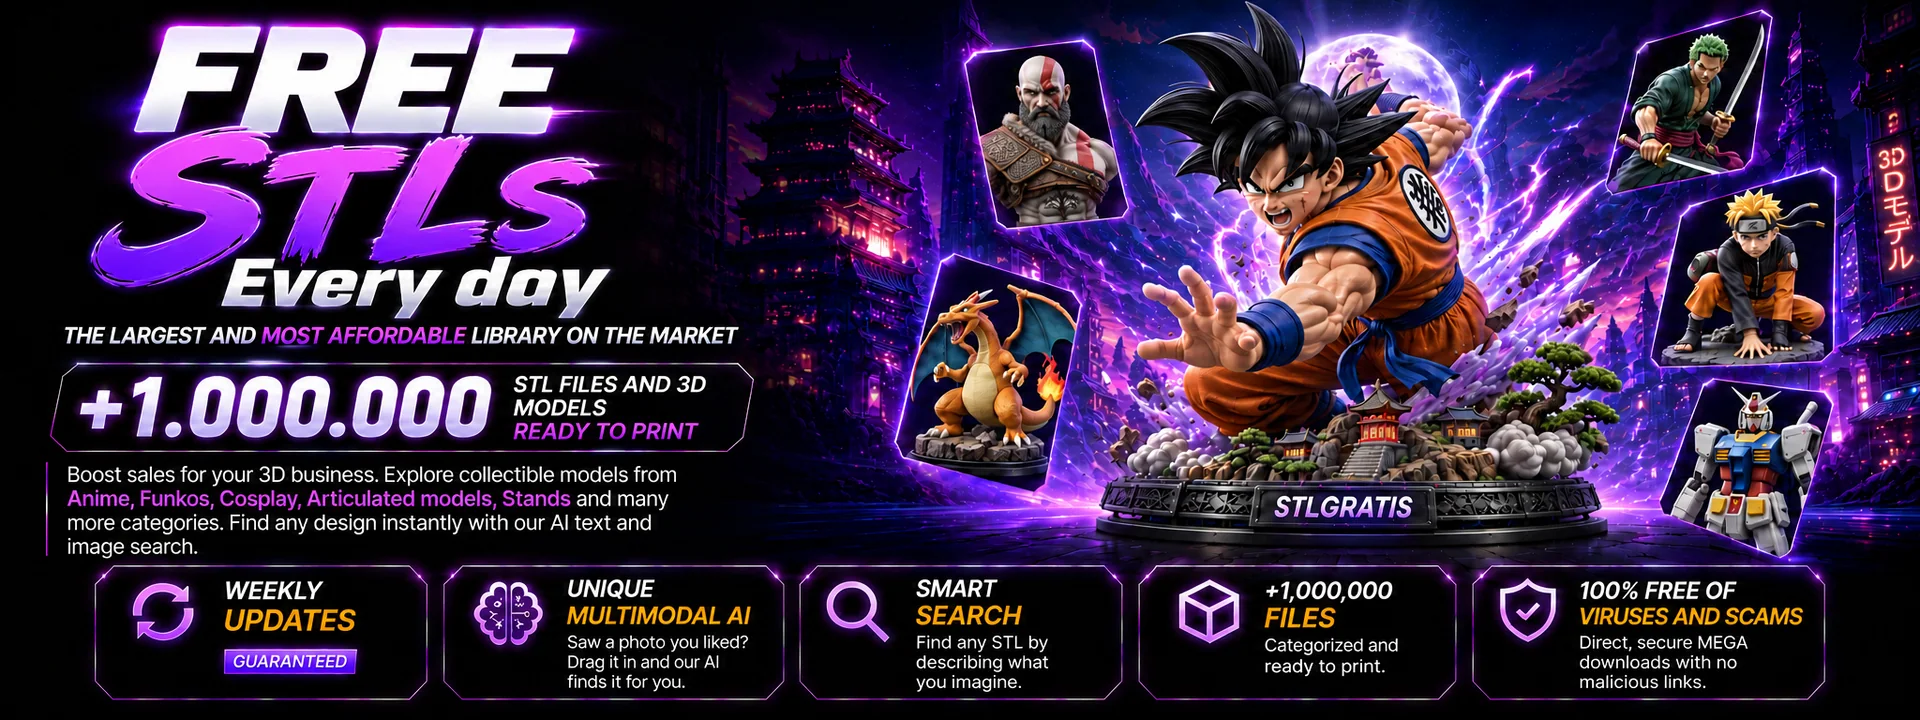 FREE
STLs
Every day
THE LARGEST AND MOST AFFORDABLE LIBRARY ON THE MARKET
+1.000.000
STL FILES AND 3D
MODELS
READY TO PRINT
Boost sales for your 3D business. Explore collectible models from
Anime, Funkos, Cosplay, Articulated models, Stands and many
more categories. Find any design instantly with our AI text and
image search.
STLGRATIS
3Dモデル
WEEKLY
UPDATES
GUARANTEED
UNIQUE
MULTIMODAL AI
Saw a photo you liked?
Drag it in and our AI
finds it for you.
SMART
SEARCH
Find any STL by
describing what
you imagine.
+1,000,000
FILES
Categorized and
ready to print.
100% FREE OF
VIRUSES AND SCAMS
Direct, secure MEGA
downloads with no
malicious links.